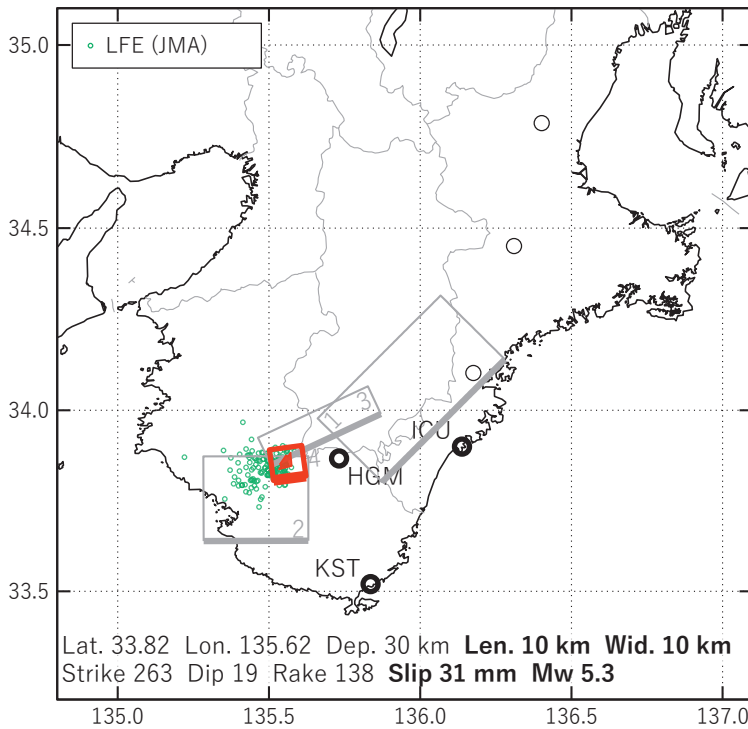 LFE (JMA)
35.0
34.5
34.0
33.5
1
3
ICU
4
HGM
2
KST
Lat. 33.82 Lon. 135.62 Dep. 30 km Len. 10 km Wid. 10 km
Strike 263 Dip 19 Rake 138 Slip 31 mm Mw 5.3
135.0 135.5 136.0 136.5 137.0